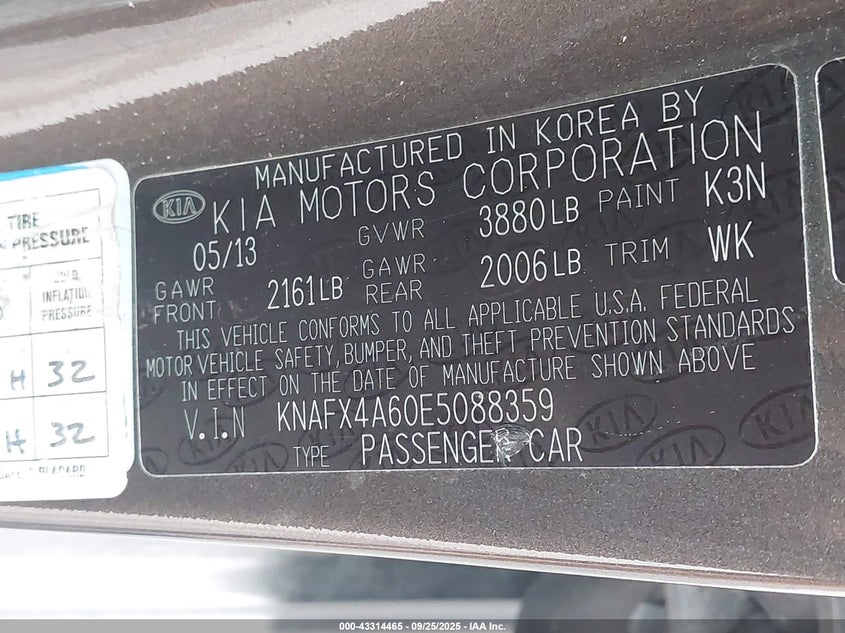 MANUFACTURED IN KOREA BY
KIA KIA MOTORS CORPORATION
05/13 GVWR 3880LB PAINT K3N
GAWR FRONT 2161LB GAWR REAR 2006LB TRIM WK
THIS VEHICLE CONFORMS TO ALL APPLICABLE U.S.A. FEDERAL
MOTOR VEHICLE SAFETY, BUMPER, AND THEFT PREVENTION STANDARDS
IN EFFECT ON THE DATE OF MANUFACTURE SHOWN ABOVE
V.I.N KNAFX4A60E5088359
TYPE PASSENGER CAR
TIRE
PRESSURE
COLD
INFLATION
PRESSURE
H 32
H 32
000-43314465 - 09/25/2025 - IAA Inc.